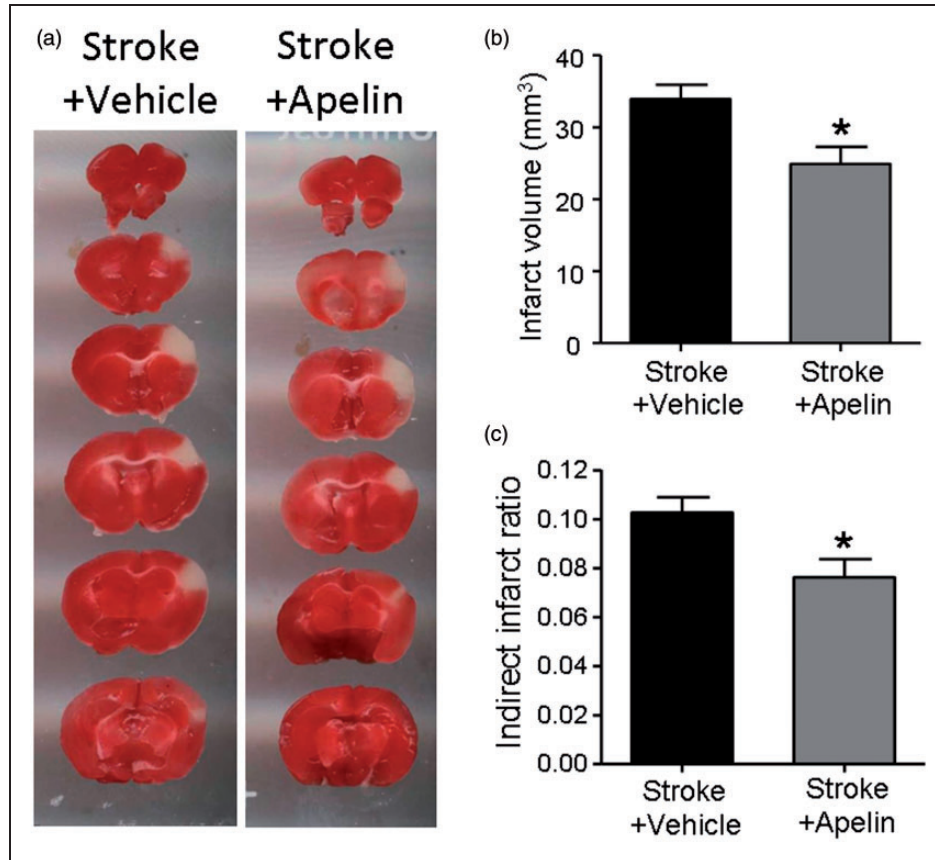 (a)
Stroke
+Vehicle
Stroke
+Apelin
(b)
Infarct volume (mm³)
40
30
20
10
0
Stroke
+Vehicle
*
Stroke
+Apelin
(c)
Indirect infarct ratio
0.12
0.10
0.08
0.06
0.04
0.02
0.00
Stroke
+Vehicle
*
Stroke
+Apelin